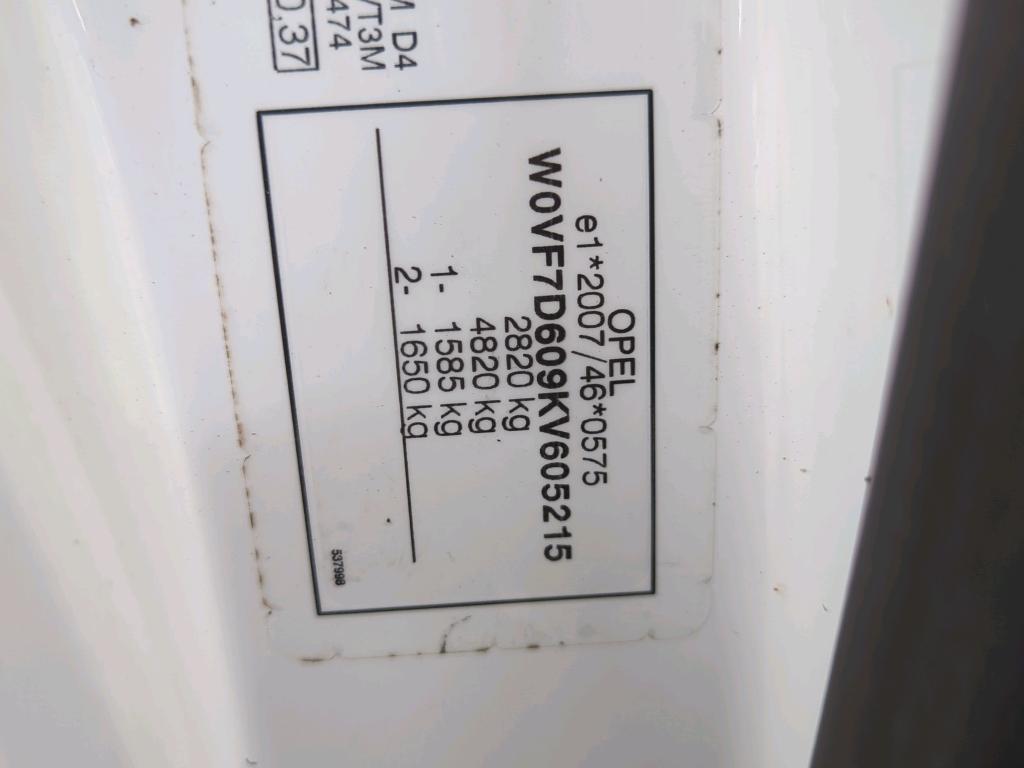 M D4
/T3M
474
0.37
OPEL
e1*2007/46*0575
W0VF7D609KV605215
2820 kg
4820 kg
1- 1585 kg
2- 1650 kg
537998